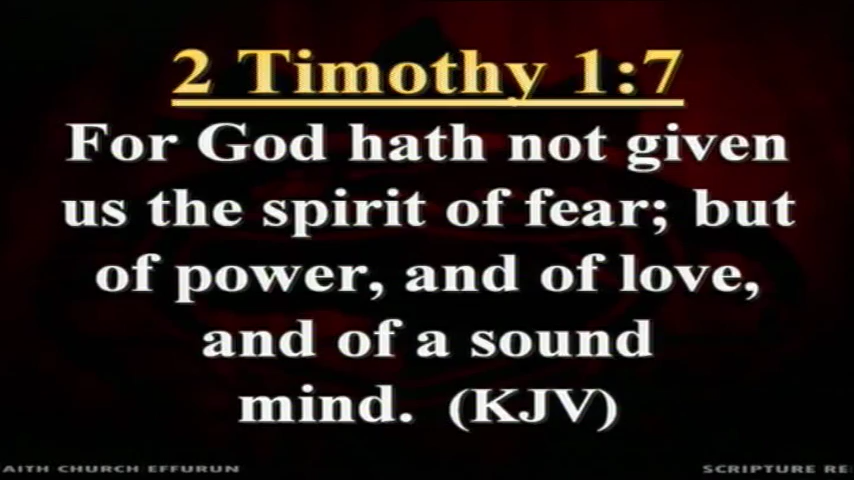 2 Timothy 1:7
For God hath not given
us the spirit of fear; but
of power, and of love,
and of a sound
mind. (KJV)
AITH CHURCH EFFURUN
SCRIPTURE RE